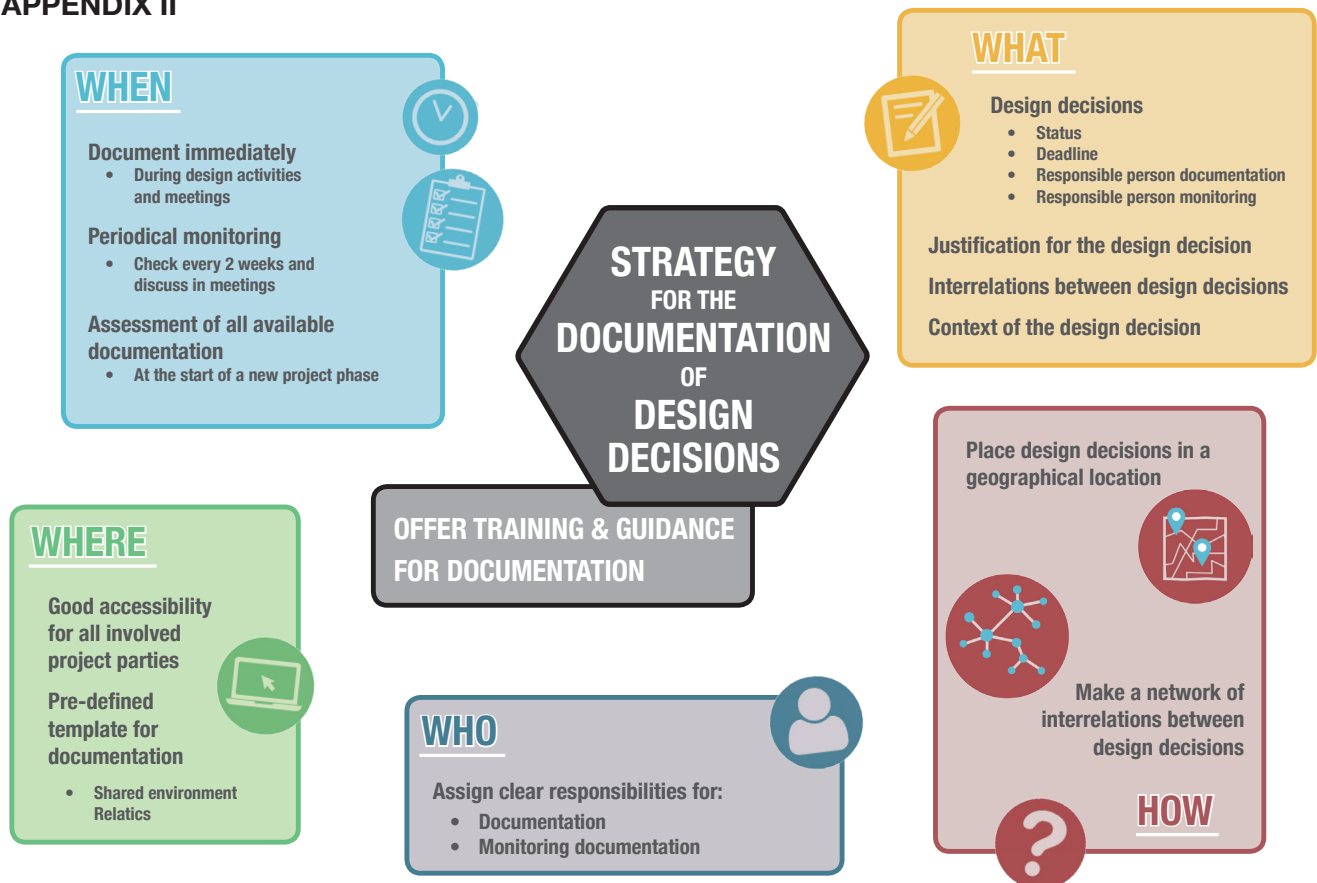 APPENDIX II
WHEN
Document immediately
• During design activities
and meetings
Periodical monitoring
• Check every 2 weeks and
discuss in meetings
Assessment of all available
documentation
• At the start of a new project phase
WHAT
Design decisions
• Status
• Deadline
• Responsible person documentation
• Responsible person monitoring
Justification for the design decision
Interrelations between design decisions
Context of the design decision
STRATEGY
FOR THE
DOCUMENTATION
OF
DESIGN
DECISIONS
OFFER TRAINING & GUIDANCE
FOR DOCUMENTATION
WHERE
Good accessibility
for all involved
project parties
Pre-defined
template for
documentation
• Shared environment
Relatics
WHO
Assign clear responsibilities for:
• Documentation
• Monitoring documentation
Place design decisions in a
geographical location
Make a network of
interrelations between
design decisions
HOW
?